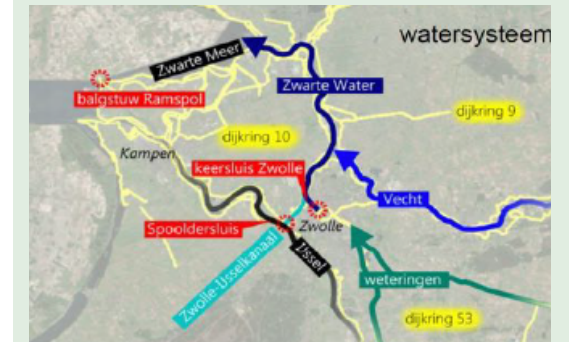 watersysteem
Zwarte Meer
Zwarte Water
balgstuw Ramspol
dijkring 9
dijkring 10
Kampen
keersluis Zwolle
Vecht
Spooldersluis
Zwolle
IJssel
Zwolle-IJsselkanaal
weteringen
dijkring 53